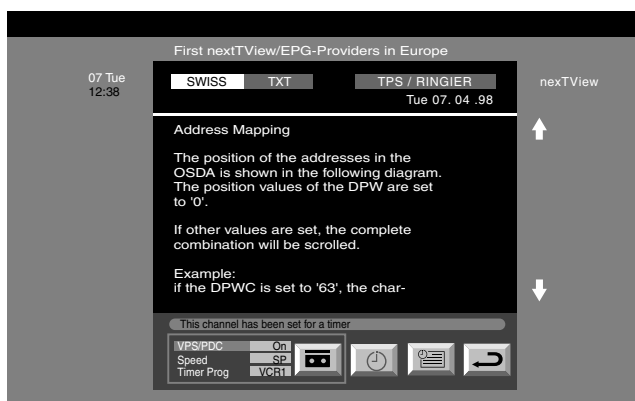 First nextTView/EPG-Providers in Europe
07 Tue
12:38
SWISS TXT TPS / RINGIER
nexTView
Tue 07. 04 .98
Address Mapping
The position of the addresses in the
OSDA is shown in the following diagram.
The position values of the DPW are set
to '0'.
If other values are set, the complete
combination will be scrolled.
Example:
if the DPWC is set to '63', the char-
This channel has been set for a timer
VPS/PDC On
Speed SP
Timer Prog VCR1